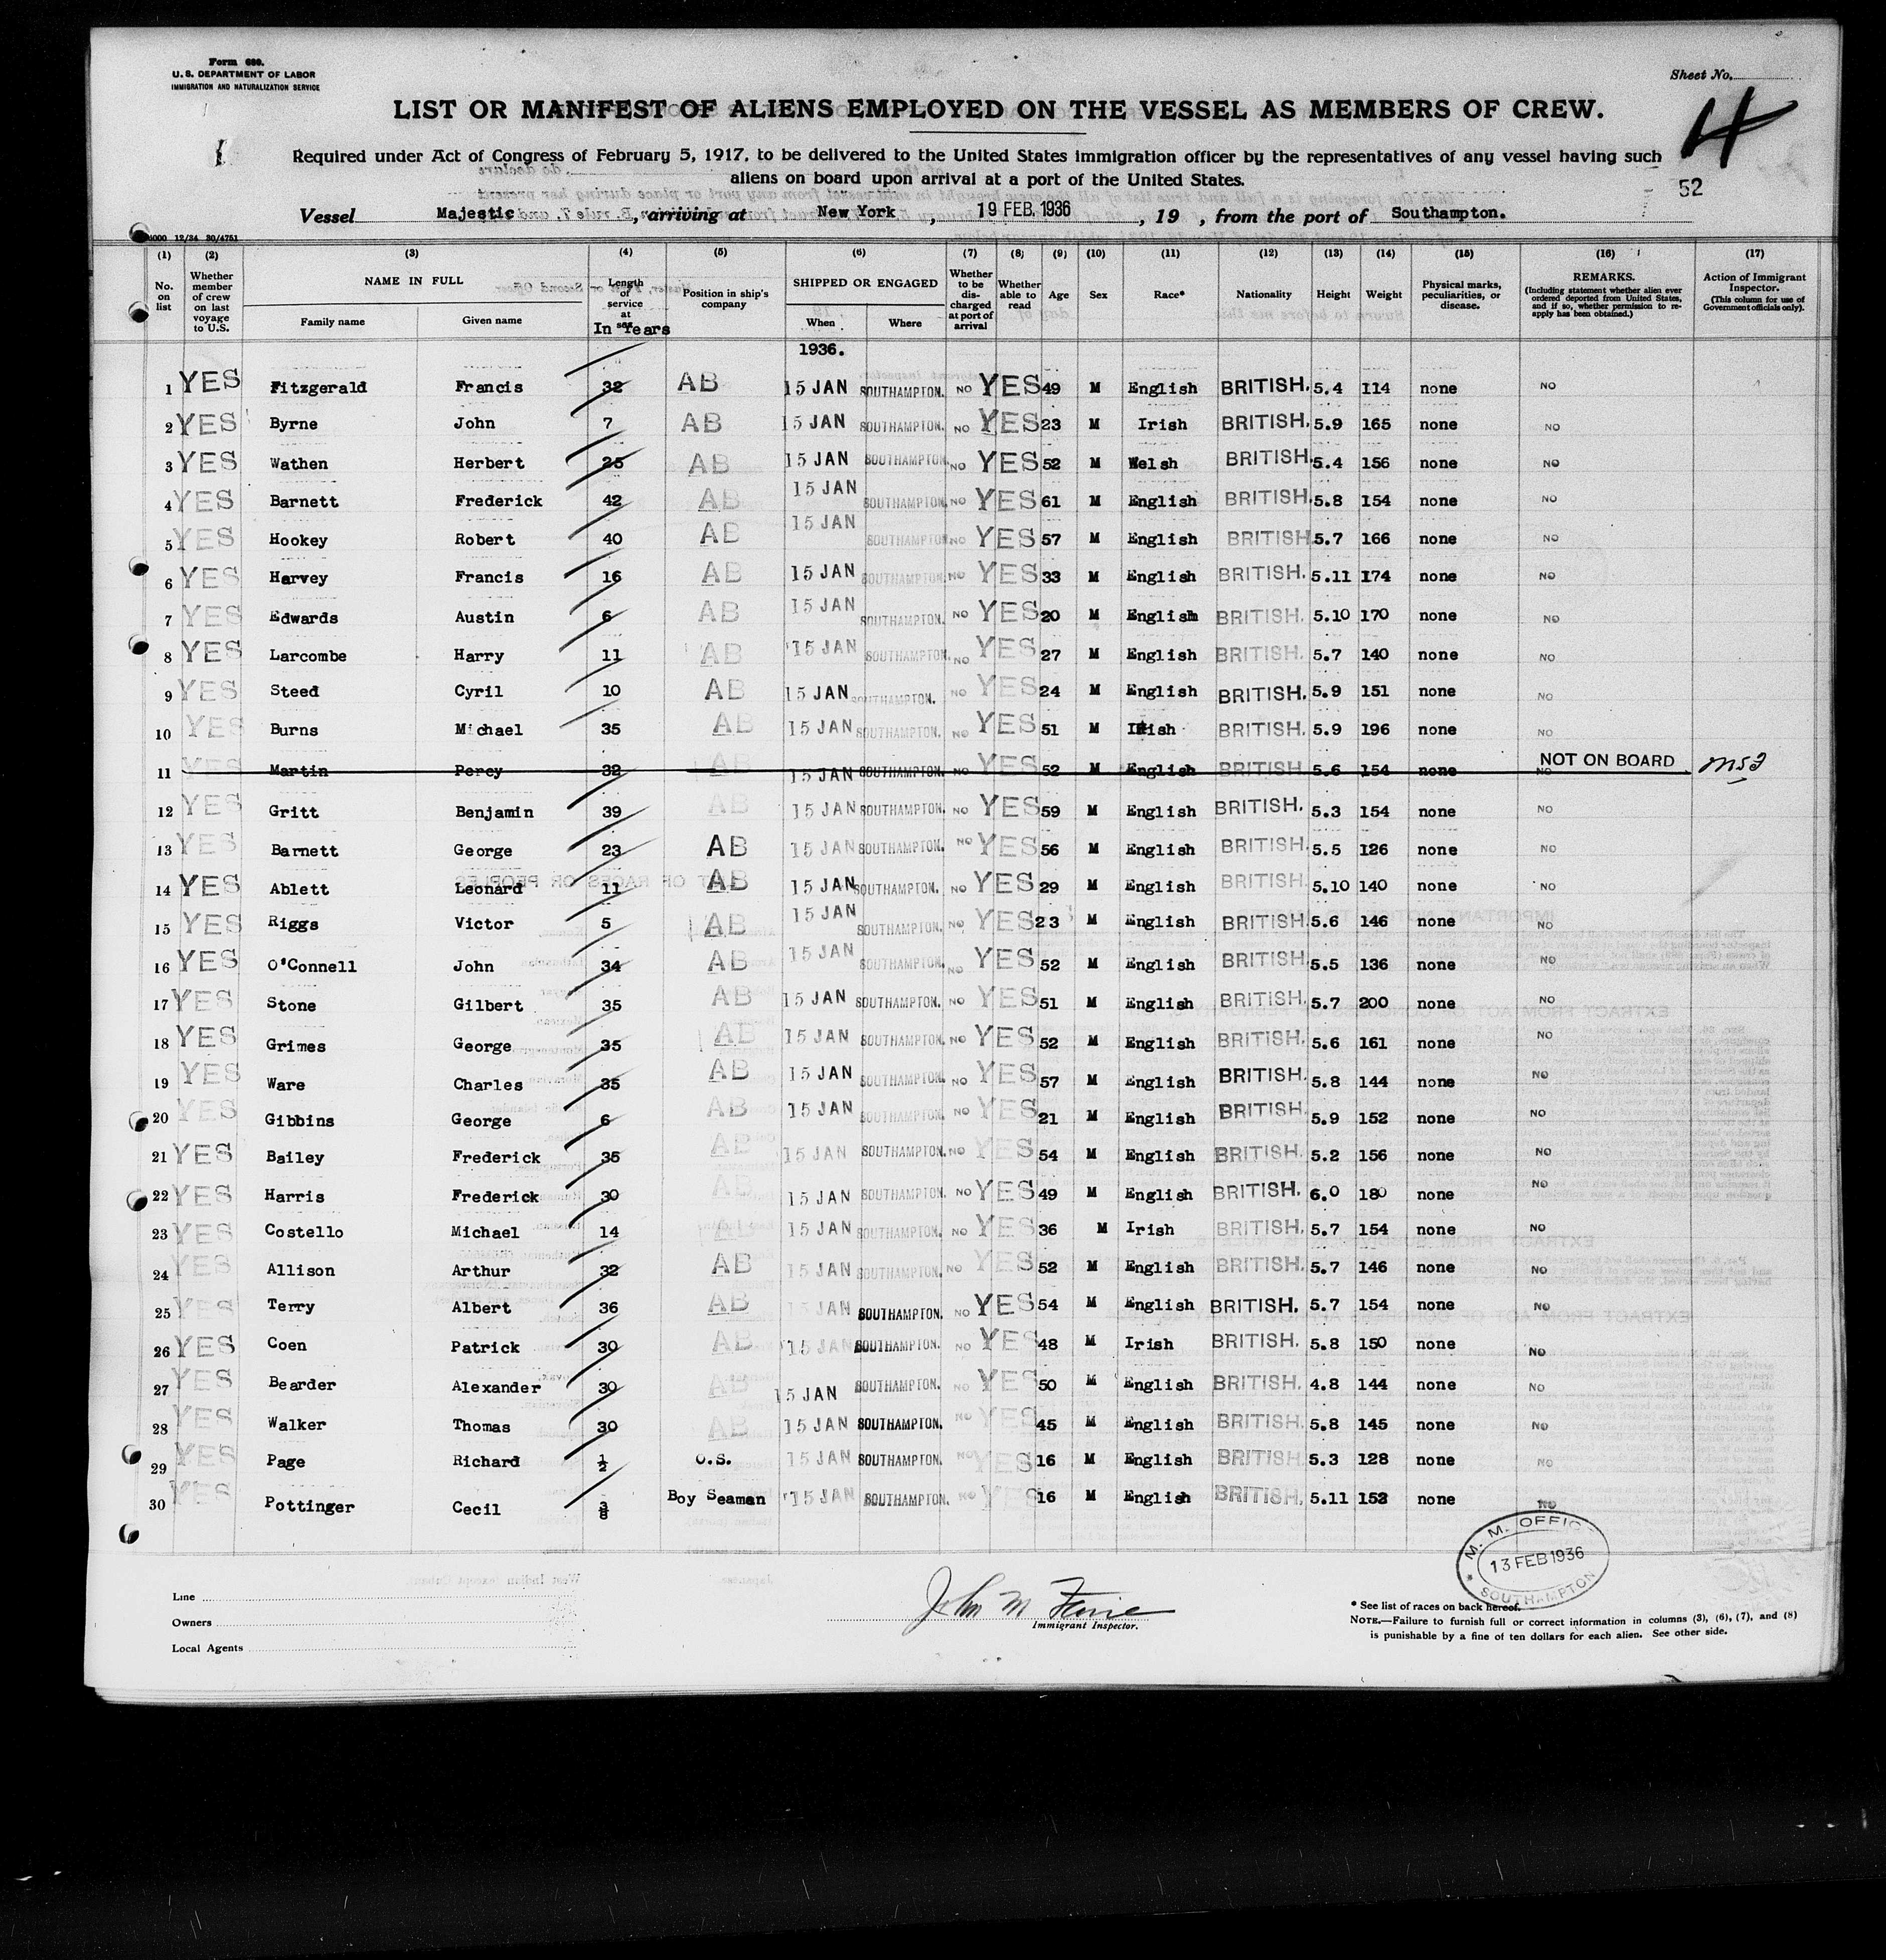 Form 680.
U. S. DEPARTMENT OF LABOR
IMMIGRATION AND NATURALIZATION SERVICE
Sheet No.
4
LIST OR MANIFEST OF ALIENS EMPLOYED ON THE VESSEL AS MEMBERS OF CREW.
Required under Act of Congress of February 5, 1917, to be delivered to the United States immigration officer by the representatives of any vessel having such
aliens on board upon arrival at a port of the United States.
52
Vessel Majestic, arriving at New York, 19 FEB. 1936, 19 , from the port of Southampton.
(1) (2) (3) (4) (5) (6) (7) (8) (9) (10) (11) (12) (13) (14) (15) (16) (17)
No. on list
Whether member of crew on last voyage to U.S.
NAME IN FULL
Family name
Given name
Length of service at sea
In Years
Position in ship's company
SHIPPED OR ENGAGED
When
Where
Whether to be discharged at port of arrival
Whether able to read
Age
Sex
Race*
Nationality
Height
Weight
Physical marks, peculiarities, or disease.
REMARKS.
(Including statement whether alien ever ordered deported from United States, and if so, whether permission to reapply has been obtained.)
Action of Immigrant Inspector.
(This column for use of Government officials only).
1936.
1 YES Fitzgerald Francis 32 AB 15 JAN SOUTHAMPTON. NO YES 49 M English BRITISH. 5.4 114 none NO
2 YES Byrne John 7 AB 15 JAN SOUTHAMPTON. NO YES 23 M Irish BRITISH. 5.9 165 none NO
3 YES Wathen Herbert 25 AB 15 JAN SOUTHAMPTON. NO YES 52 M Welsh BRITISH. 5.4 156 none NO
4 YES Barnett Frederick 42 AB 15 JAN SOUTHAMPTON. NO YES 61 M English BRITISH. 5.8 154 none NO
5 YES Hookey Robert 40 AB 15 JAN SOUTHAMPTON NO YES 57 M English BRITISH 5.7 166 none NO
6 YES Harvey Francis 16 AB 15 JAN SOUTHAMPTON. NO YES 33 M English BRITISH. 5.11 174 none NO
7 YES Edwards Austin 6 AB 15 JAN SOUTHAMPTON. NO YES 20 M English BRITISH. 5.10 170 none NO
8 YES Larcombe Harry 11 AB 15 JAN SOUTHAMPTON. NO YES 27 M English BRITISH. 5.7 140 none NO
9 YES Steed Cyril 10 AB 15 JAN SOUTHAMPTON. NO YES 24 M English BRITISH. 5.9 151 none NO
10 YES Burns Michael 35 AB 15 JAN SOUTHAMPTON. NO YES 51 M Irish BRITISH. 5.9 196 none NO
11 YES Martin Percy 32 AB 15 JAN SOUTHAMPTON. NO YES 52 M English BRITISH 5.6 154 none NO NOT ON BOARD
12 YES Gritt Benjamin 39 AB 15 JAN SOUTHAMPTON. NO YES 59 M English BRITISH. 5.3 154 none NO
13 YES Barnett George 23 AB 15 JAN SOUTHAMPTON. NO YES 56 M English BRITISH. 5.5 126 none NO
14 YES Ablett Leonard 11 AB 15 JAN SOUTHAMPTON. NO YES 29 M English BRITISH. 5.10 140 none NO
15 YES Riggs Victor 5 AB 15 JAN SOUTHAMPTON. NO YES 23 M English BRITISH. 5.6 146 none NO
16 YES O'Connell John 34 AB 15 JAN SOUTHAMPTON. NO YES 52 M English BRITISH. 5.5 136 none NO
17 YES Stone Gilbert 35 AB 15 JAN SOUTHAMPTON. NO YES 51 M English BRITISH. 5.7 200 none NO
18 YES Grimes George 35 AB 15 JAN SOUTHAMPTON. NO YES 52 M English BRITISH. 5.6 161 none NO
19 YES Ware Charles 35 AB 15 JAN SOUTHAMPTON. NO YES 57 M English BRITISH. 5.8 144 none NO
20 YES Gibbins George 6 AB 15 JAN SOUTHAMPTON. NO YES 21 M English BRITISH. 5.9 152 none NO
21 YES Bailey Frederick 35 AB 15 JAN SOUTHAMPTON. NO YES 54 M English BRITISH. 5.2 156 none NO
22 YES Harris Frederick 30 AB 15 JAN SOUTHAMPTON. NO YES 49 M English BRITISH. 6.0 180 none NO
23 YES Costello Michael 14 AB 15 JAN SOUTHAMPTON. NO YES 36 M Irish BRITISH. 5.7 154 none NO
24 YES Allison Arthur 32 AB 15 JAN SOUTHAMPTON. NO YES 52 M English BRITISH. 5.7 146 none NO
25 YES Terry Albert 36 AB 15 JAN SOUTHAMPTON. NO YES 54 M English BRITISH. 5.7 154 none NO
26 YES Coen Patrick 30 AB 15 JAN SOUTHAMPTON. NO YES 48 M Irish BRITISH. 5.8 150 none NO
27 YES Bearder Alexander 30 AB 15 JAN SOUTHAMPTON. NO YES 50 M English BRITISH. 4.8 144 none NO
28 YES Walker Thomas 30 AB 15 JAN SOUTHAMPTON. NO YES 45 M English BRITISH. 5.8 145 none NO
29 YES Page Richard ½ O.S. 15 JAN SOUTHAMPTON. NO YES 16 M English BRITISH. 5.3 128 none NO
30 YES Pottinger Cecil ⅜ Boy Seaman 15 JAN SOUTHAMPTON. NO YES 16 M English BRITISH. 5.11 152 none NO
M. M. OFFICE
13 FEB 1936
SOUTHAMPTON
Line
Owners
Local Agents
Immigrant Inspector.
* See list of races on back hereof.
NOTE.—Failure to furnish full or correct information in columns (3), (6), (7), and (8)
is punishable by a fine of ten dollars for each alien. See other side.